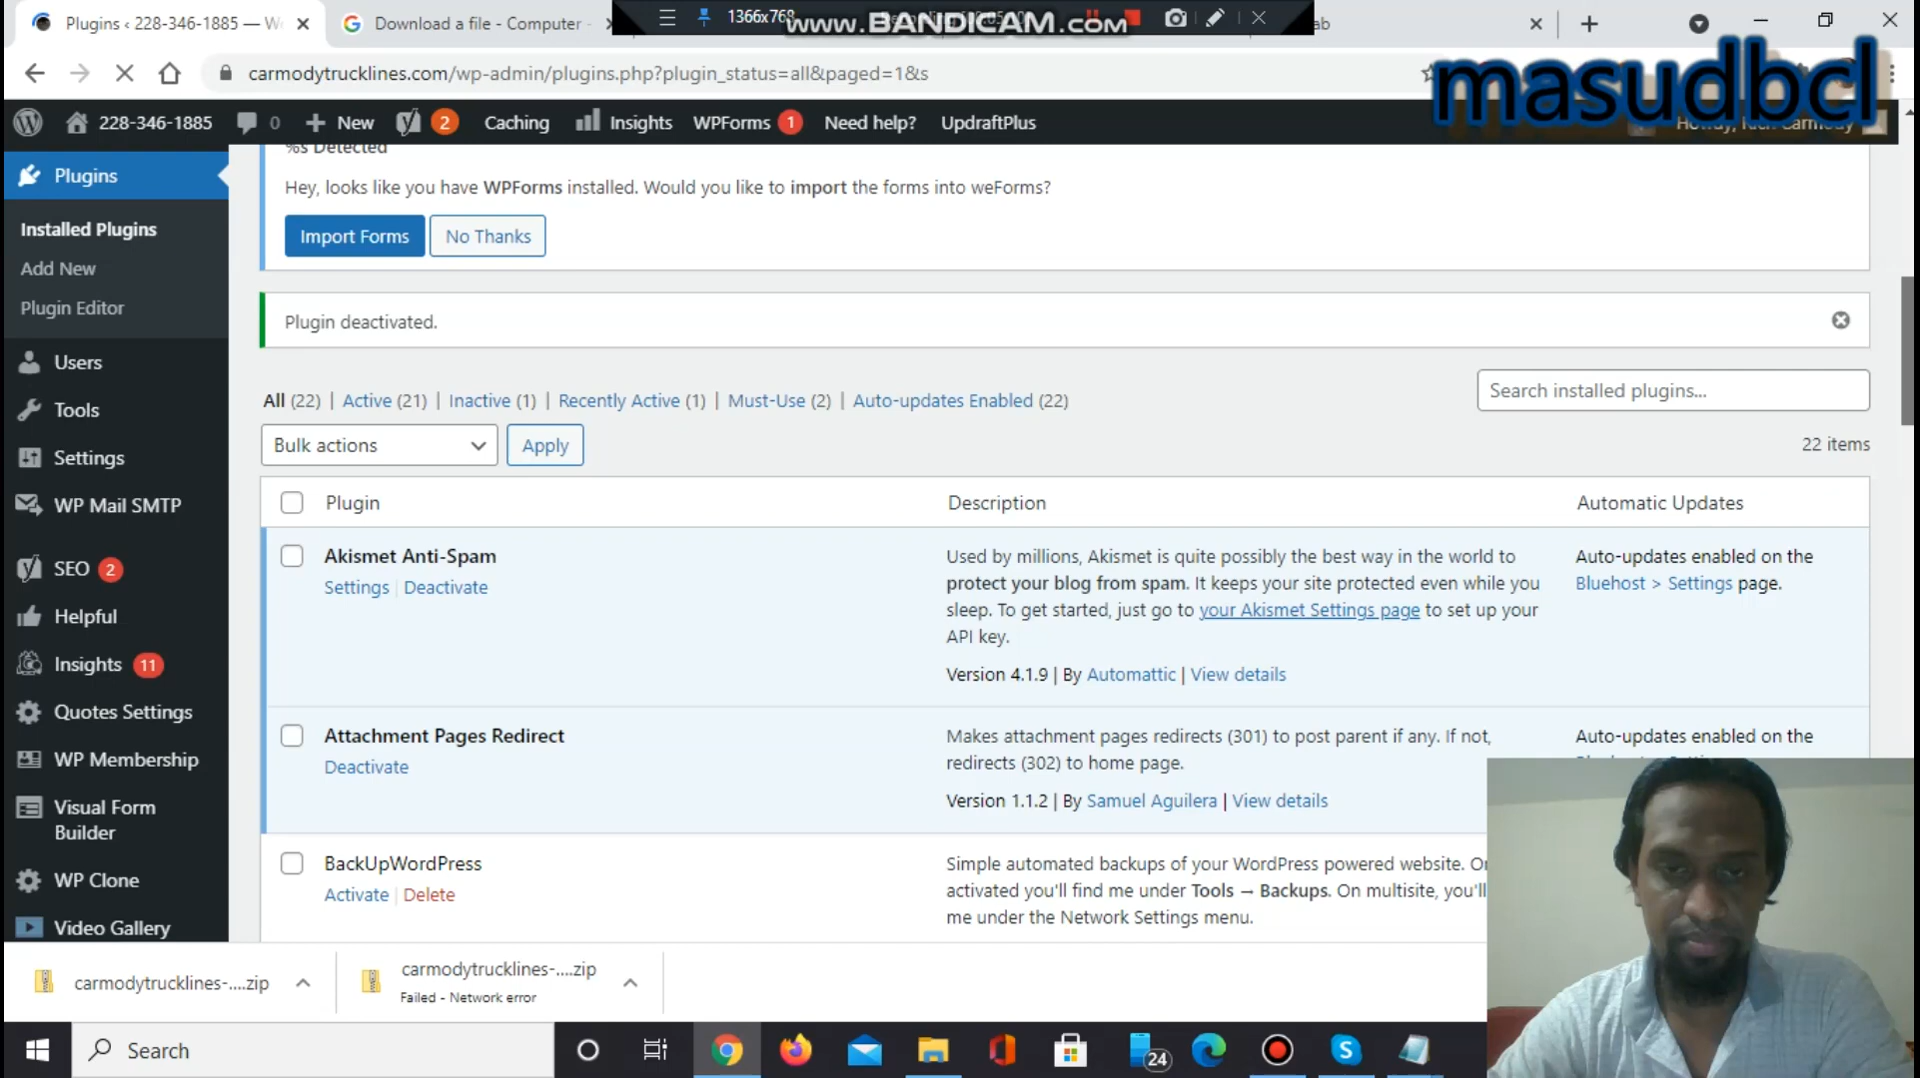 Plugins ‹ 228-346-1885 — W
Download a file - Computer -
1366x768
www.BANDICAM.com
ab
carmodytrucklines.com/wp-admin/plugins.php?plugin_status=all&paged=1&s
masudbcl
228-346-1885
0
New
2
Caching
Insights
WPForms 1
Need help?
UpdraftPlus
Howdy, Rich Carmody
Plugins
Installed Plugins
Add New
Plugin Editor
Users
Tools
Settings
WP Mail SMTP
SEO 2
Helpful
Insights 11
Quotes Settings
WP Membership
Visual Form
Builder
WP Clone
Video Gallery
%s Detected
Hey, looks like you have WPForms installed. Would you like to import the forms into weForms?
Import Forms
No Thanks
Plugin deactivated.
All (22) | Active (21) | Inactive (1) | Recently Active (1) | Must-Use (2) | Auto-updates Enabled (22)
Search installed plugins...
Bulk actions
Apply
22 items
Plugin
Description
Automatic Updates
Akismet Anti-Spam
Settings | Deactivate
Used by millions, Akismet is quite possibly the best way in the world to
protect your blog from spam. It keeps your site protected even while you
sleep. To get started, just go to your Akismet Settings page to set up your
API key.
Version 4.1.9 | By Automattic | View details
Auto-updates enabled on the
Bluehost > Settings page.
Attachment Pages Redirect
Deactivate
Makes attachment pages redirects (301) to post parent if any. If not,
redirects (302) to home page.
Version 1.1.2 | By Samuel Aguilera | View details
Auto-updates enabled on the
BackUpWordPress
Activate | Delete
Simple automated backups of your WordPress powered website. O
activated you'll find me under Tools → Backups. On multisite, you'll
me under the Network Settings menu.
carmodytrucklines-....zip
carmodytrucklines-....zip
Failed - Network error
Search
24